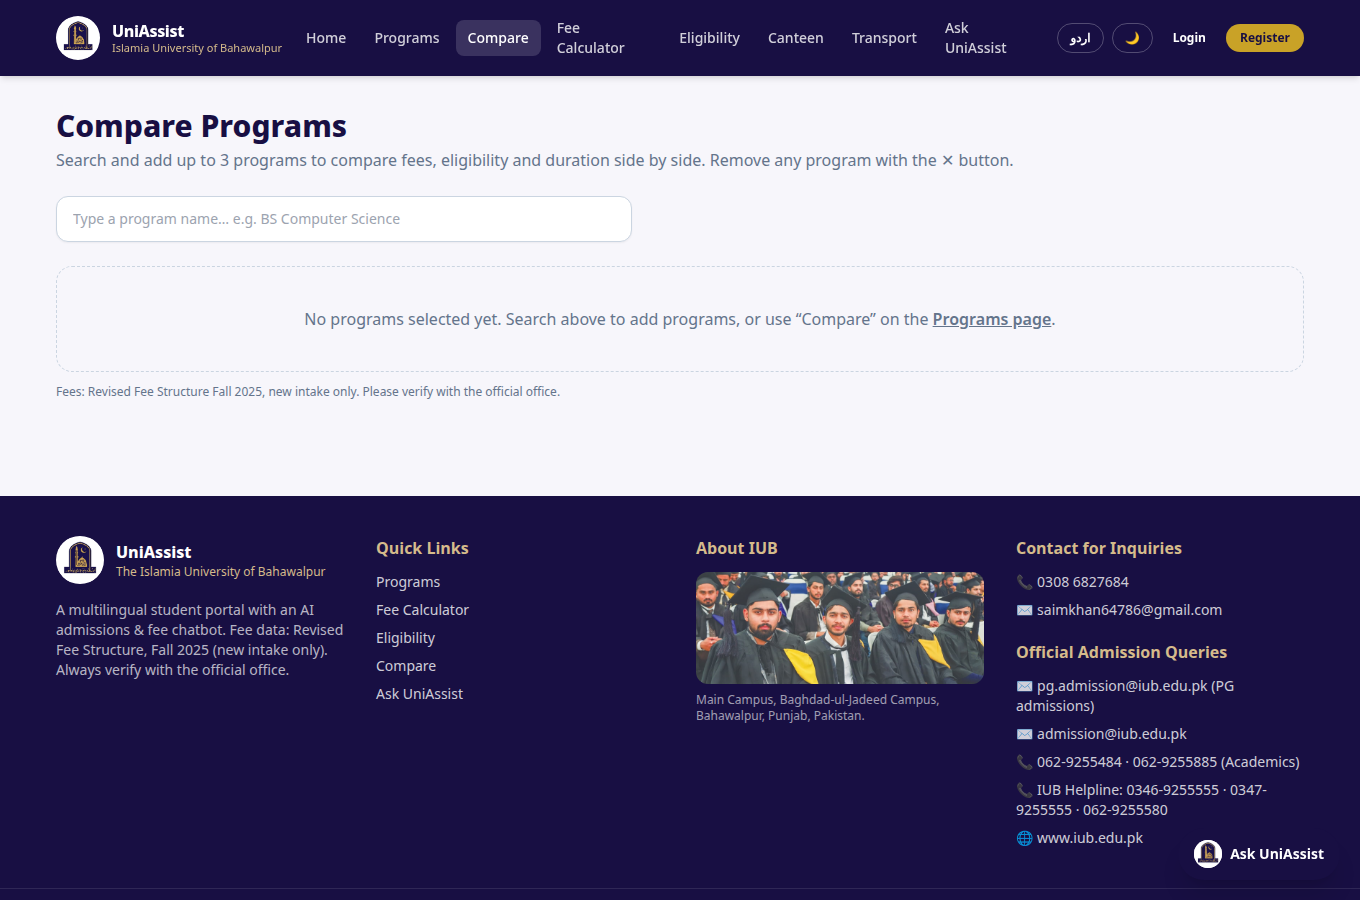 UniAssist
Islamia University of Bahawalpur
Home
Programs
Compare
Fee
Calculator
Eligibility
Canteen
Transport
Ask
UniAssist
اردو
Login
Register
Compare Programs
Search and add up to 3 programs to compare fees, eligibility and duration side by side. Remove any program with the ✕ button.
Type a program name... e.g. BS Computer Science
No programs selected yet. Search above to add programs, or use “Compare” on the Programs page.
Fees: Revised Fee Structure Fall 2025, new intake only. Please verify with the official office.
UniAssist
The Islamia University of Bahawalpur
A multilingual student portal with an AI
admissions & fee chatbot. Fee data: Revised
Fee Structure, Fall 2025 (new intake only).
Always verify with the official office.
Quick Links
Programs
Fee Calculator
Eligibility
Compare
Ask UniAssist
About IUB
Main Campus, Baghdad-ul-Jadeed Campus,
Bahawalpur, Punjab, Pakistan.
Contact for Inquiries
📞 0308 6827684
✉️ saimkhan64786@gmail.com
Official Admission Queries
✉️ pg.admission@iub.edu.pk (PG
admissions)
✉️ admission@iub.edu.pk
📞 062-9255484 · 062-9255885 (Academics)
📞 IUB Helpline: 0346-9255555 · 0347-
9255555 · 062-9255580
🌐 www.iub.edu.pk
Ask UniAssist